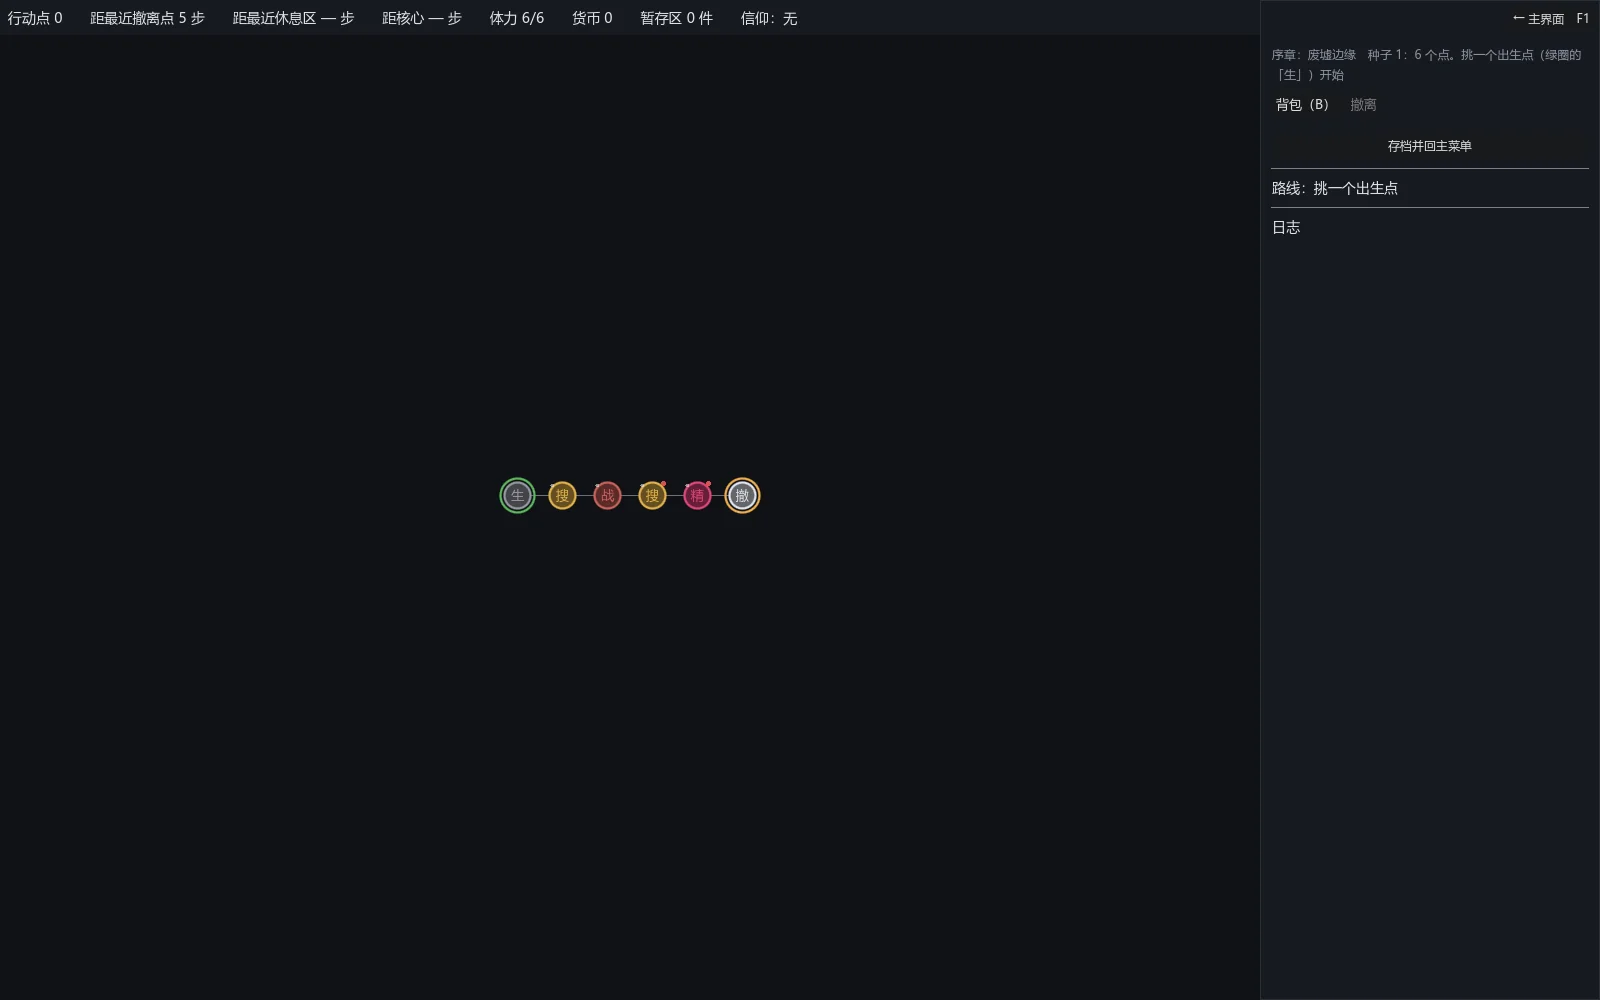 行动点 0 距最近撤离点 5 步 距最近休息区 — 步 距核心 — 步 体力 6/6 货币 0 暂存区 0 件 信仰：无
←主界面 F1
序章：废墟边缘 种子 1：6 个点。挑一个出生点（绿圈的
「生」）开始
背包（B） 撤离
存档并回主菜单
路线：挑一个出生点
日志
生 搜 战 搜 精 撤